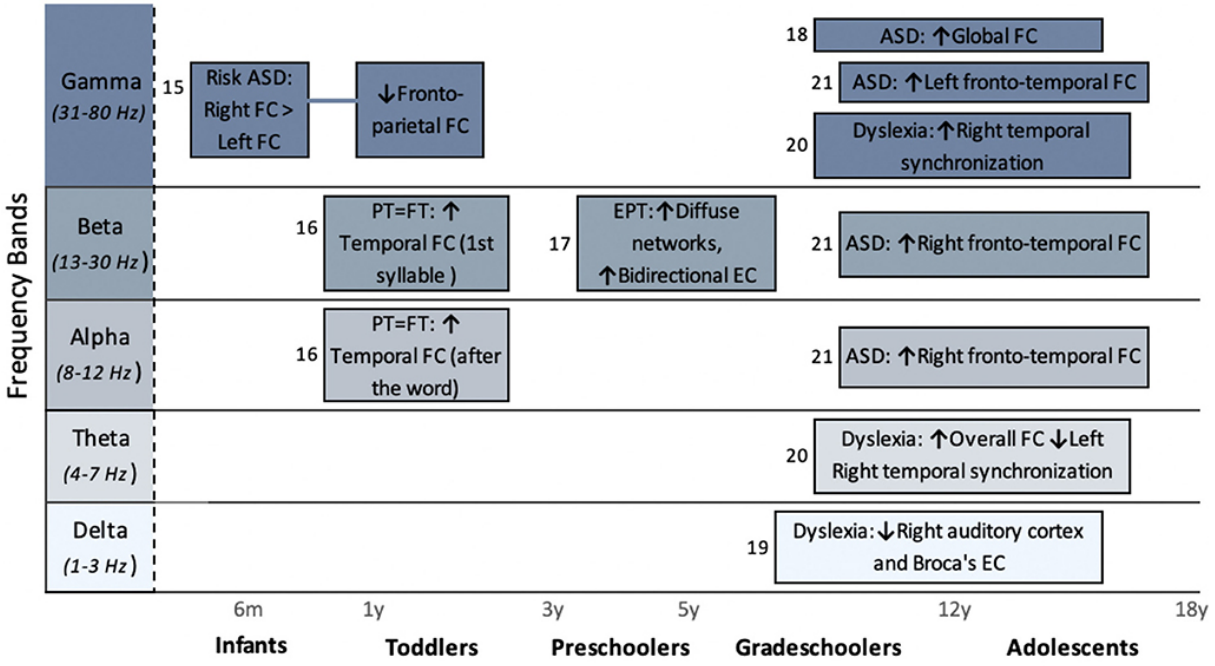 Frequency Bands
Gamma
(31-80 Hz)
15
Risk ASD:
Right FC >
Left FC
↓Fronto-
parietal FC
18
ASD: ↑Global FC
21
ASD: ↑Left fronto-temporal FC
20
Dyslexia: ↑Right temporal
synchronization
Beta
(13-30 Hz)
16
PT=FT: ↑
Temporal FC (1st
syllable )
17
EPT: ↑Diffuse
networks,
↑Bidirectional EC
21
ASD: ↑Right fronto-temporal FC
Alpha
(8-12 Hz)
16
PT=FT: ↑
Temporal FC (after
the word)
21
ASD: ↑Right fronto-temporal FC
Theta
(4-7 Hz)
20
Dyslexia: ↑Overall FC ↓Left
Right temporal synchronization
Delta
(1-3 Hz)
19
Dyslexia: ↓Right auditory cortex
and Broca's EC
6m 1y 3y 5y 12y 18y
Infants Toddlers Preschoolers Gradeschoolers Adolescents